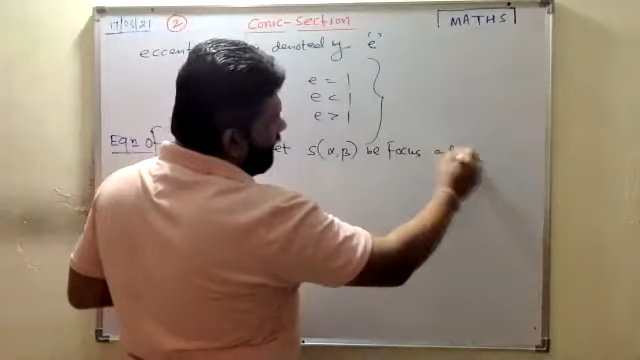 17/03/21 2 Conic-Section MATHS
eccent denoted by 'e'
e = 1
e < 1
e > 1
Eqn of et S(α,β) be Focus a